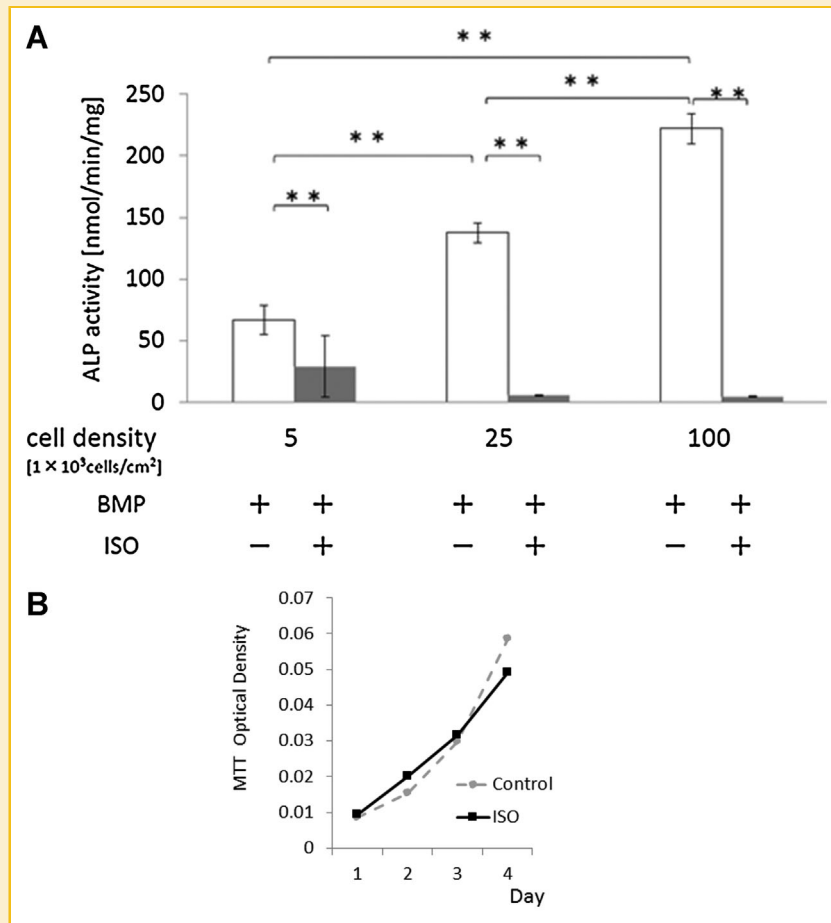 A
* *
* *
* *
* *
* *
* *
ALP activity [nmol/min/mg]
250
200
150
100
50
0
cell density 5 25 100
[1×10³cells/cm²]
BMP + + + + + +
ISO − + − + − +
B
MTT Optical Density
0.07
0.06
0.05
0.04
0.03
0.02
0.01
0
Control
ISO
1 2 3 4
Day